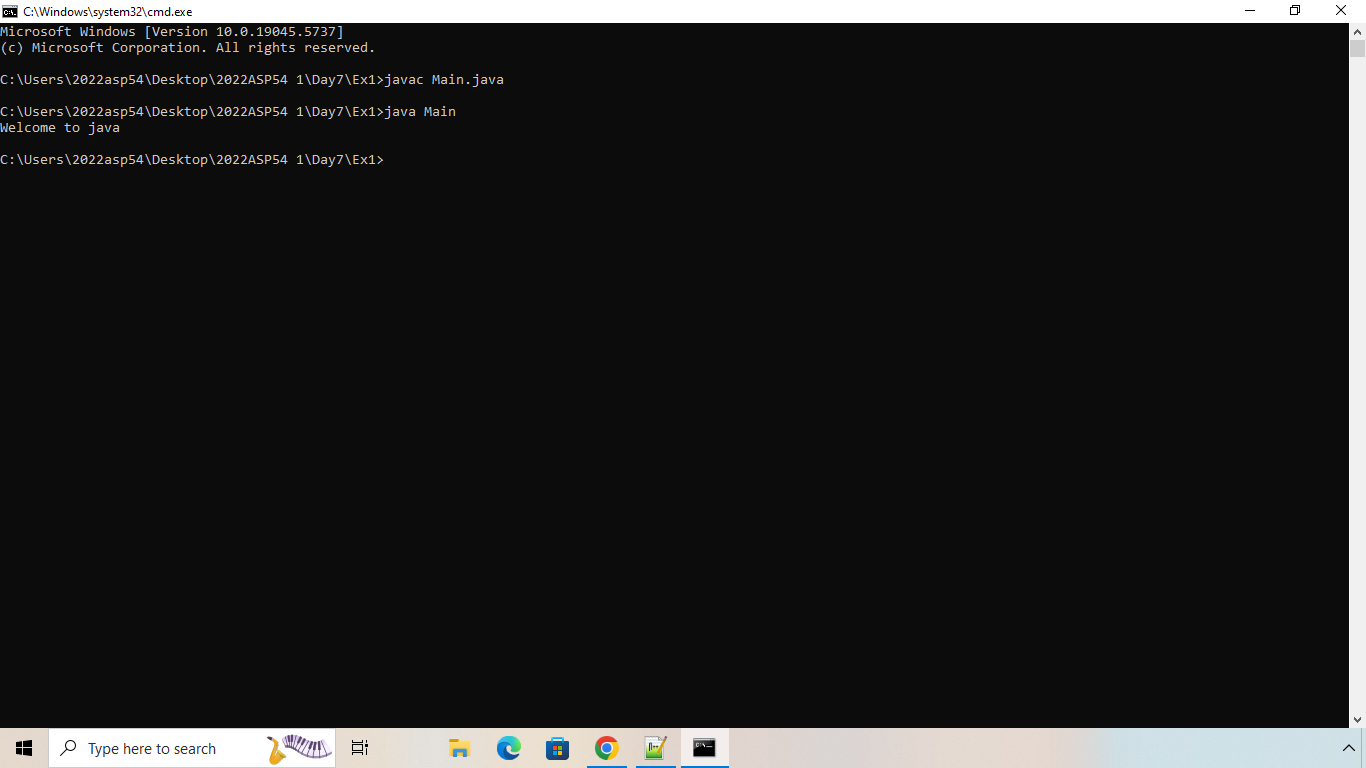 C:\Windows\system32\cmd.exe
Microsoft Windows [Version 10.0.19045.5737]
(c) Microsoft Corporation. All rights reserved.
C:\Users\2022asp54\Desktop\2022ASP54 1\Day7\Ex1>javac Main.java
C:\Users\2022asp54\Desktop\2022ASP54 1\Day7\Ex1>java Main
Welcome to java
C:\Users\2022asp54\Desktop\2022ASP54 1\Day7\Ex1>
Type here to search